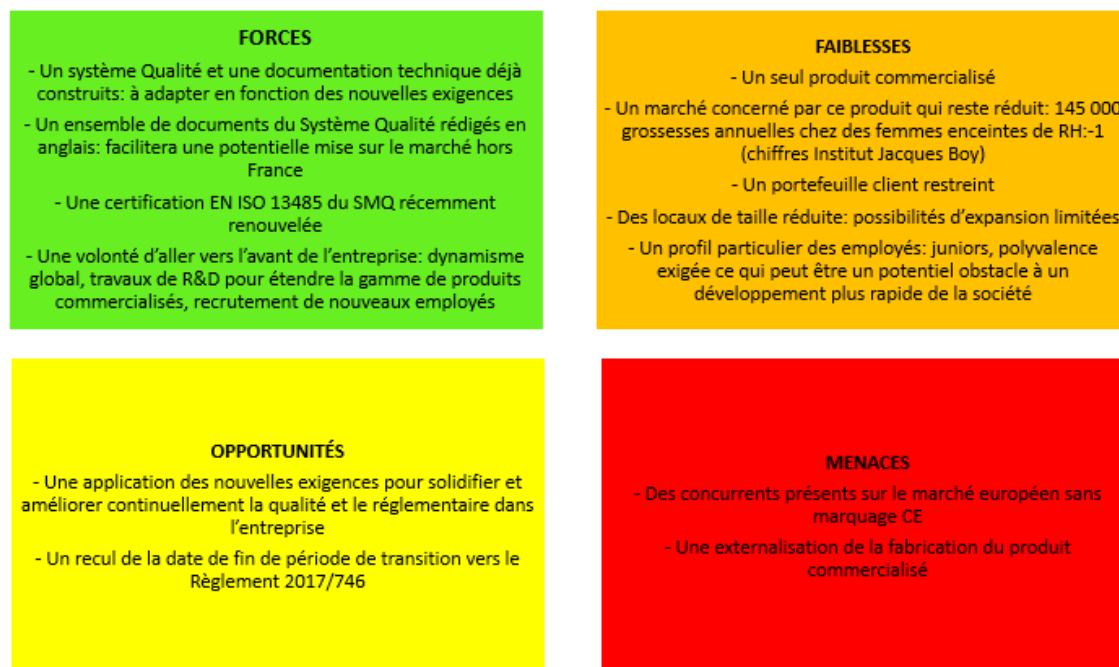 FORCES
- Un système Qualité et une documentation technique déjà
construits: à adapter en fonction des nouvelles exigences
- Un ensemble de documents du Système Qualité rédigés en
anglais: facilitera une potentielle mise sur le marché hors
France
- Une certification EN ISO 13485 du SMQ récemment
renouvelée
- Une volonté d’aller vers l’avant de l’entreprise: dynamisme
global, travaux de R&D pour étendre la gamme de produits
commercialisés, recrutement de nouveaux employés
FAIBLESSES
- Un seul produit commercialisé
- Un marché concerné par ce produit qui reste réduit: 145 000
grossesses annuelles chez des femmes enceintes de RH:-1
(chiffres Institut Jacques Boy)
- Un portefeuille client restreint
- Des locaux de taille réduite: possibilités d’expansion limitées
- Un profil particulier des employés: juniors, polyvalence
exigée ce qui peut être un potentiel obstacle à un
développement plus rapide de la société
OPPORTUNITÉS
- Une application des nouvelles exigences pour solidifier et
améliorer continuellement la qualité et le réglementaire dans
l’entreprise
- Un recul de la date de fin de période de transition vers le
Règlement 2017/746
MENACES
- Des concurrents présents sur le marché européen sans
marquage CE
- Une externalisation de la fabrication du produit
commercialisé